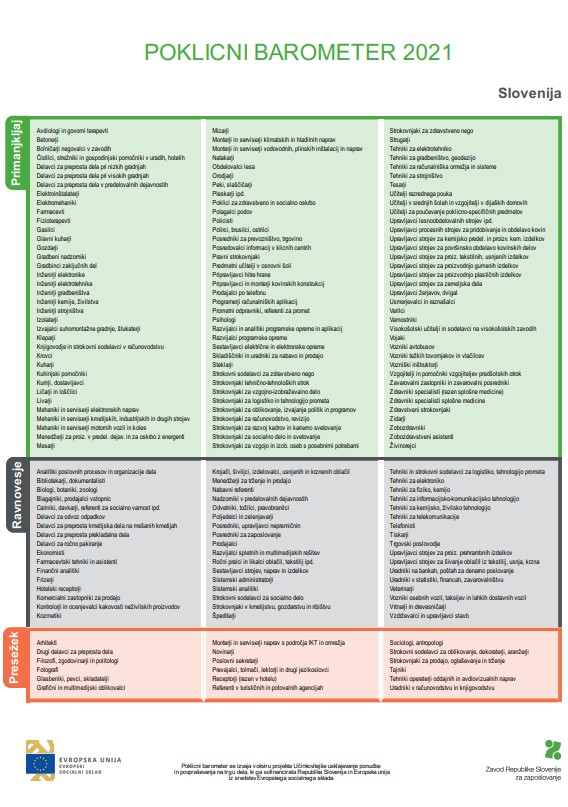 POKLICNI BAROMETER 2021
Slovenija
Primanjkljaj
Avdiologi in govorni terapevti
Betonerji
Bolničarji negovalci v zavodih
Čistilci, strežniki in gospodinjski pomočniki v uradih, hotelih
Delavci za preprosta dela pri nizkih gradnjah
Delavci za preprosta dela pri visokih gradnjah
Delavci za preprosta dela v predelovalnih dejavnostih
Elektroinštalaterji
Elektromehaniki
Farmacevti
Fizioterapevti
Gasilci
Glavni kuharji
Gozdarji
Gradbeni nadzorniki
Gradbinci zaključnih del
Inženirji elektronike
Inženirji elektrotehnike
Inženirji gradbeništva
Inženirji kemije, živilstva
Inženirji strojništva
Izolaterji
Izvajalci suhomontažne gradnje, štukaterji
Kleparji
Knjigovodje in strokovni sodelavci v računovodstvu
Krovci
Kuharji
Kuhinjski pomočniki
Kurirji, dostavljavci
Ličarji in loščilci
Livarji
Mehaniki in serviserji elektronskih naprav
Mehaniki in serviserji kmetijskih, industrijskih in drugih strojev
Mehaniki in serviserji motornih vozil in koles
Menedžerji za proiz. v predel. dejav. in za oskrbo z energenti
Mesarji
Mizarji
Monterji in serviserji klimatskih in hladilnih naprav
Monterji in serviserji vodovodnih, plinskih inštalacij in naprav
Natakarji
Obdelovalci lesa
Orodjarji
Peki, slaščičarji
Pleskarji ipd.
Poklici za zdravstveno in socialno oskrbo
Polagalci podov
Policisti
Polirci, brusilci, ostrilci
Posredniki za prevozništvo, trgovino
Posredovalci informacij v klicnih centrih
Pravni strokovnjaki
Predmetni učitelji v osnovni šoli
Pripravljavci hitre hrane
Pripravljavci in monterji kovinskih konstrukcij
Prodajalci po telefonu
Programerji računalniških aplikacij
Prometni odpravniki, referenti za promet
Psihologi
Razvijalci in analitiki programske opreme in aplikacij
Razvijalci programske opreme
Sestavljavci električne in elektronske opreme
Skladiščniki in uradniki za nabavo in prodajo
Steklarji
Strokovni sodelavci za zdravstveno nego
Strokovnjaki tehnično-tehnoloških strok
Strokovnjaki za vzgojno-izobraževalno delo
Strokovnjaki za logistiko in tehnologijo prometa
Strokovnjaki za oblikovanje, izvajanje politik in programov
Strokovnjaki za računovodstvo, revizijo
Strokovnjaki za razvoj kadrov in karierno svetovanje
Strokovnjaki za socialno delo in svetovanje
Strokovnjaki za vzgojo in izob. oseb s posebnimi potrebami
Strokovnjaki za zdravstveno nego
Strugarji
Tehniki za elektrotehniko
Tehniki za gradbeništvo, geodezijo
Tehniki za računalniška omrežja in sisteme
Tehniki za strojništvo
Tesarji
Učitelji razrednega pouka
Učitelji v srednjih šolah in vzgojitelji v dijaških domovih
Učitelji za poučevanje poklicno-specifičnih predmetov
Upravljavci lesnoobdelovalnih strojev ipd.
Upravljavci procesnih strojev za pridobivanje in obdelavo kovin
Upravljavci strojev za kemijsko predel. in proizv. kem. izdelkov
Upravljavci strojev za površinsko obdelavo kovinskih delov
Upravljavci strojev za proiz. tekstilnih, usnjenih izdelkov
Upravljavci strojev za proizvodnjo gumenih izdelkov
Upravljavci strojev za proizvodnjo plastičnih izdelkov
Upravljavci strojev za zemeljska dela
Upravljavci žerjavov, dvigal
Usmerjevalci in raznašalci
Varilci
Varnostniki
Visokošolski učitelji in sodelavci na visokošolskih zavodih
Vojaki
Vozniki avtobusov
Vozniki težkih tovornjakov in vlačilcev
Vozniški inštruktorji
Vzgojitelji in pomočniki vzgojiteljev predšolskih otrok
Zavarovalni zastopniki in zavarovalni posredniki
Zdravniki specialisti (razen splošne medicine)
Zdravniki specialisti splošne medicine
Zdravstveni strokovnjaki
Zidarji
Zobozdravniki
Zobozdravstveni asistenti
Živinorejci
Ravnovesje
Analitiki poslovnih procesov in organizacije dela
Bibliotekarji, dokumentalisti
Biologi, botaniki, zoologi
Blagajniki, prodajalci vstopnic
Cariniki, davkarji, referenti za socialno varnost ipd.
Delavci za odvoz odpadkov
Delavci za preprosta kmetijska dela na mešanih kmetijah
Delavci za preprosta prekladalna dela
Delavci za ročno pakiranje
Ekonomisti
Farmacevtski tehniki in asistenti
Finančni analitiki
Frizerji
Hotelski receptorji
Komercialni zastopniki za prodajo
Kontrolorji in ocenjevalci kakovosti neživilskih proizvodov
Kozmetiki
Krojači, šiviljci, izdelovalci, usnjenih in krznenih oblačil
Menedžerji za trženje in prodajo
Nabavni referenti
Nadzorniki v predelovalnih dejavnostih
Odvetniki, tožilci, pravobranilci
Poljedelci in zelenjavarji
Posredniki, upravljavci nepremičnin
Posredniki za zaposlovanje
Prodajalci
Razvijalci spletnih in multimedijskih rešitev
Ročni pralci in likalci oblačil, tekstilij ipd.
Sestavljavci strojev, naprav in izdelkov
Sistemski administratorji
Sistemski analitiki
Strokovni sodelavci za socialno delo
Strokovnjaki v kmetijstvu, gozdarstvu in ribištvu
Špediterji
Tehniki in strokovni sodelavci za logistiko, tehnologijo prometa
Tehniki za elektroniko
Tehniki za fiziko, kemijo
Tehniki za informacijsko-komunikacijsko tehnologijo
Tehniki za kemijsko, živilsko tehnologijo
Tehniki za telekomunikacije
Telefonisti
Tiskarji
Trgovski poslovodje
Upravljavci strojev za proiz. prehrambnih izdelkov
Upravljavci strojev za šivanje oblačil iz tekstilij, usnja, krzna
Uradniki na bankah, poštah za denarno poslovanje
Uradniki v statistiki, financah, zavarovalništvu
Veterinarji
Vozniki osebnih vozil, taksijev in lahkih dostavnih vozil
Vrtnarji in drevesničarji
Vzdrževalci in upravljavci stavb
Presežek
Arhitekti
Drugi delavci za preprosta dela
Filozofi, zgodovinarji in politologi
Fotografi
Glasbeniki, pevci, skladatelji
Grafični in multimedijski oblikovalci
Monterji in serviserji naprav s področja IKT in omrežja
Novinarji
Poslovni sekretarji
Prevajalci, tolmači, lektorji in drugi jezikoslovci
Receptorji (razen v hotelu)
Referenti v turističnih in potovalnih agencijah
Sociologi, antropologi
Strokovni sodelavci za oblikovanje, dekoraterji, aranžerji
Strokovnjaki za prodajo, oglaševanje in trženje
Tajniki
Tehniki operaterji oddajnih in avdiovizualnih naprav
Uradniki v računovodstvu in knjigovodstvu
EVROPSKA UNIJA
EVROPSKI
SOCIALNI SKLAD
Poklicni barometer se izvaja v okviru projekta Učinkovitejše usklajevanje ponudbe
in povpraševanja na trgu dela, ki ga sofinancirata Republika Slovenija in Evropska unija
iz sredstev Evropskega socialnega sklada.
Zavod Republike Slovenije
za zaposlovanje